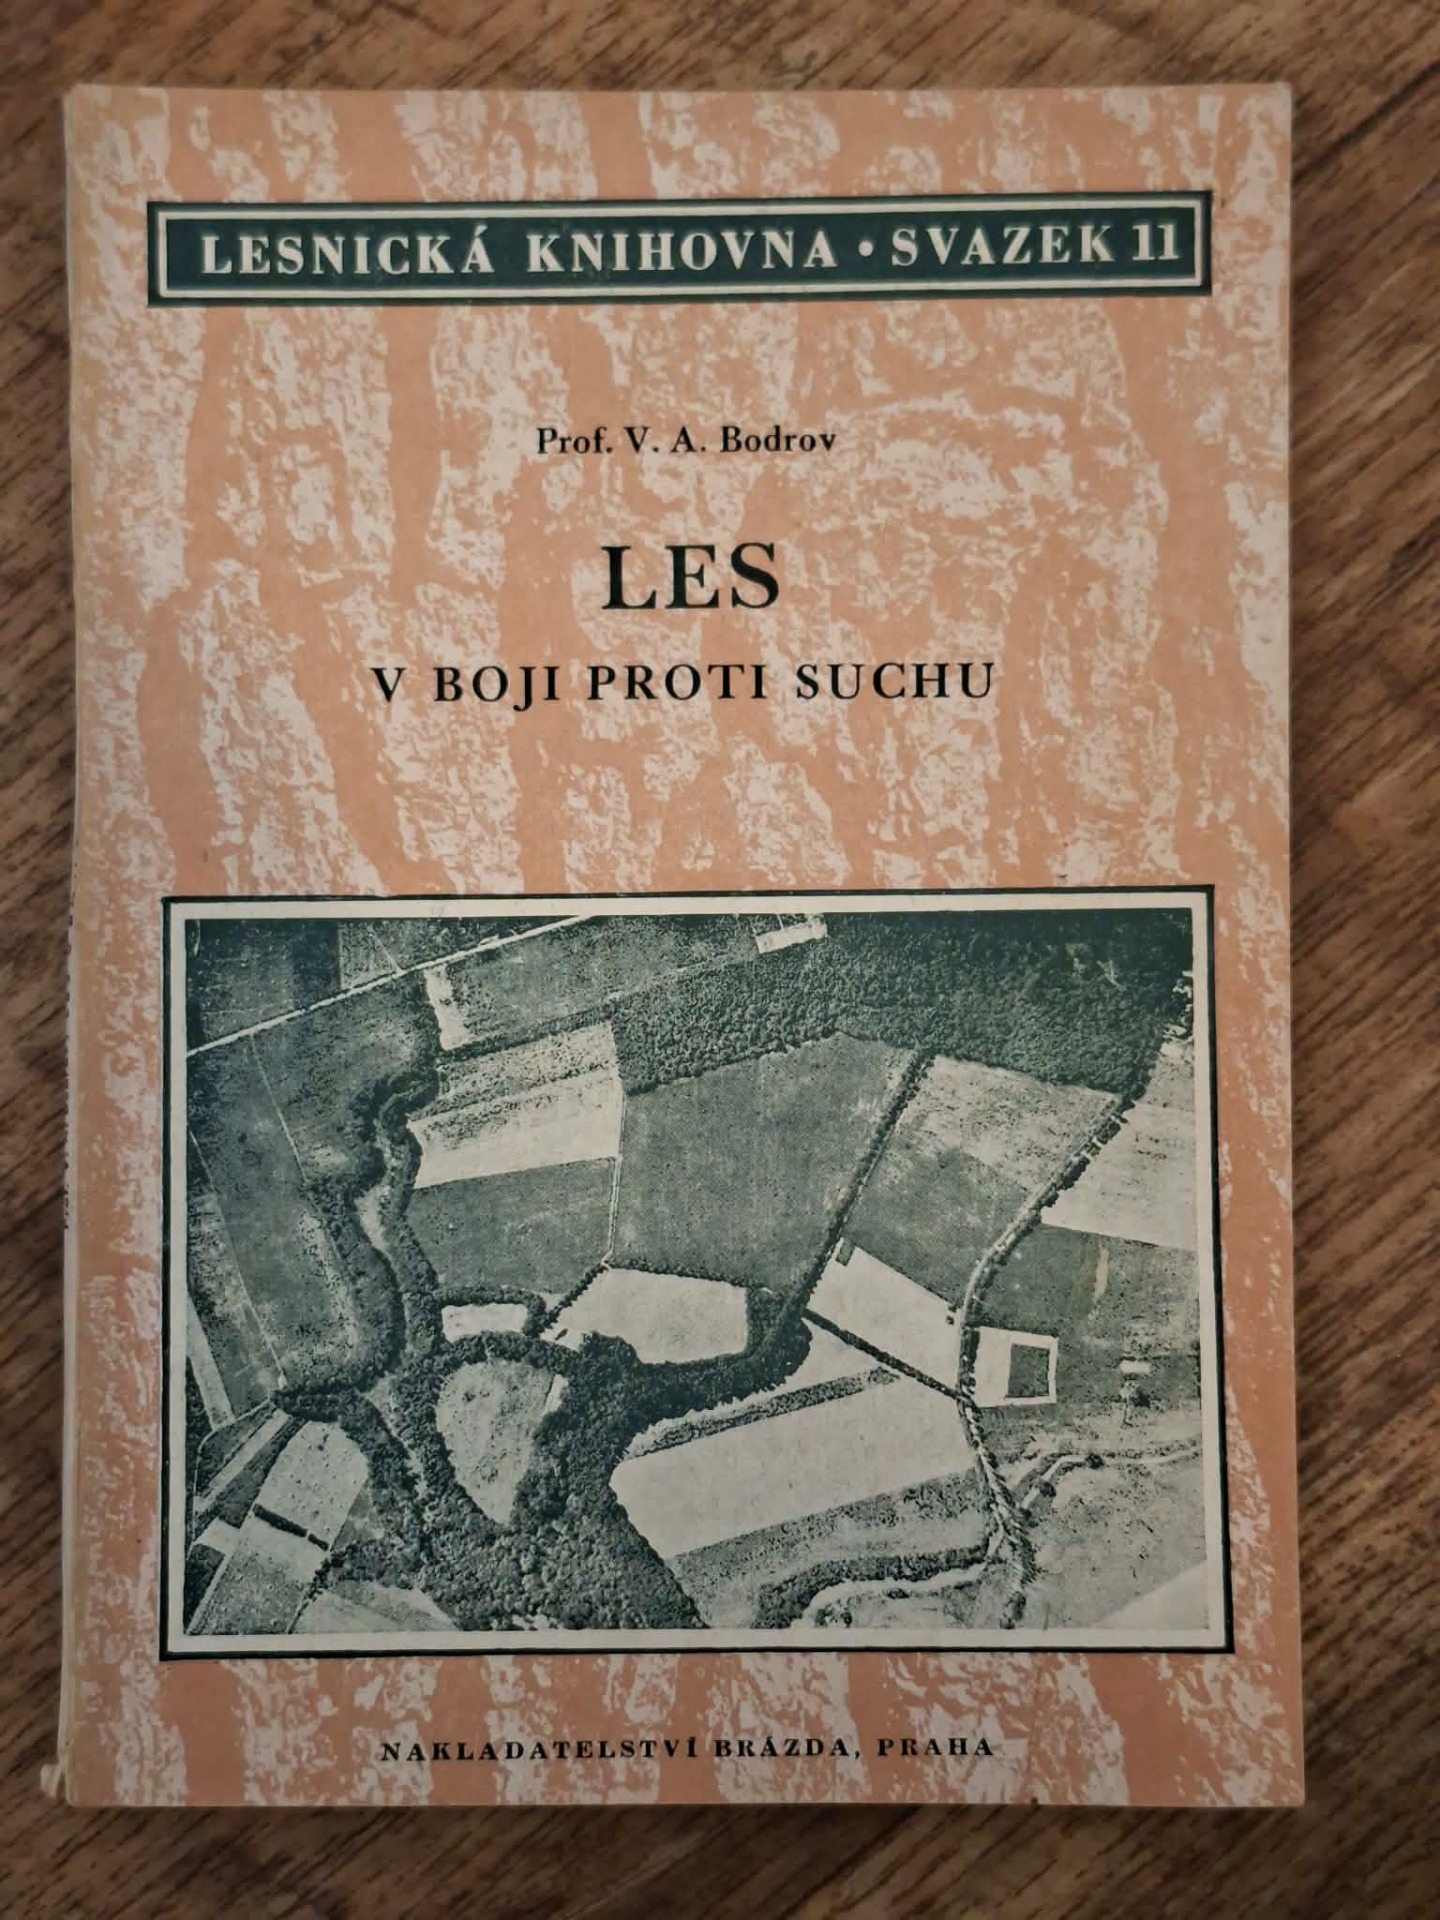 LESNICKÁ KNIHOVNA • SVAZEK 11
Prof. V. A. Bodrov
LES
V BOJI PROTI SUCHU
NAKLADATELSTVÍ BRÁZDA, PRAHA